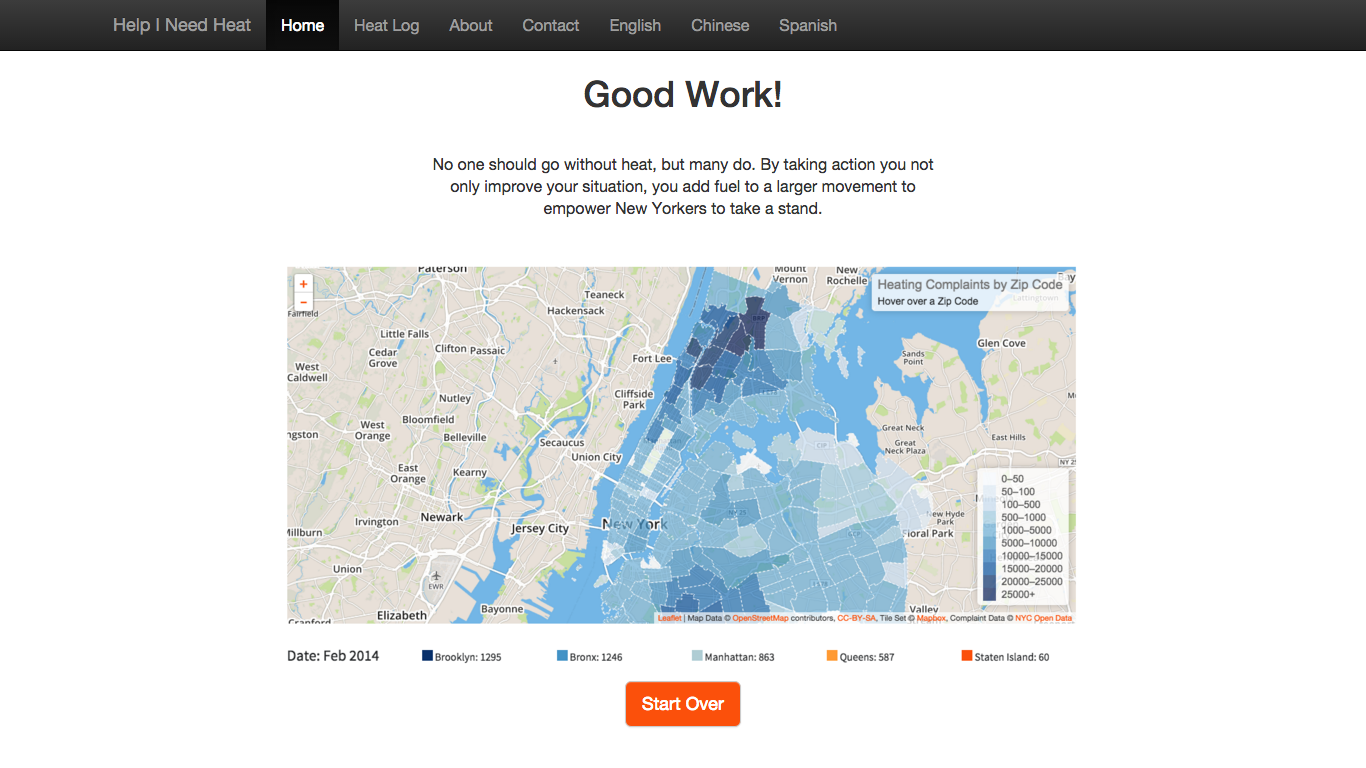 Help I Need Heat Home Heat Log About Contact English Chinese Spanish
Good Work!
No one should go without heat, but many do. By taking action you not
only improve your situation, you add fuel to a larger movement to
empower New Yorkers to take a stand.
+
−
Heating Complaints by Zip Code
Hover over a Zip Code
Paterson
Mount
Vernon
New
Rochelle
Teaneck
Hackensack
Fairfield
Little Falls
Cedar
Grove
Clifton
Passaic
Fort Lee
Glen Cove
Sands
Point
West
Caldwell
Cliffside
Park
Nutley
Bloomfield
West
Orange
Belleville
Secaucus
Great Neck
Great
Neck Plaza
East Hills
Union City
East
Orange
Kearny
NY 25
New York
Newark
Irvington
Jersey City
New Hyde
Park
Floral Park
Millburn
Union
EWR
Elizabeth
Bayonne
Valley
Cranford
0–50
50–100
100–500
500–1000
1000–5000
5000–10000
10000–15000
15000–20000
20000–25000
25000+
Leaflet | Map Data © OpenStreetMap contributors, CC-BY-SA, Tile Set © Mapbox, Complaint Data © NYC Open Data
Date: Feb 2014 Brooklyn: 1295 Bronx: 1246 Manhattan: 863 Queens: 587 Staten Island: 60
Start Over